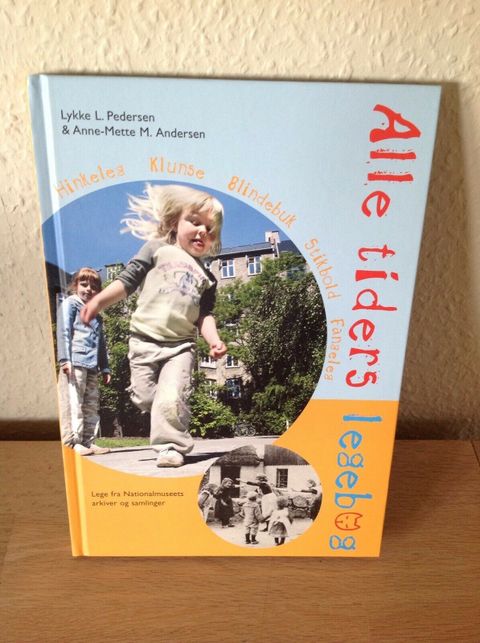 Lykke L. Pedersen
& Anne-Mette M. Andersen
Alle tiders legebog
Hinkeleg Klunse Blindebuk Stikbold Fangeleg
Lege fra Nationalmuseets
arkiver og samlinger